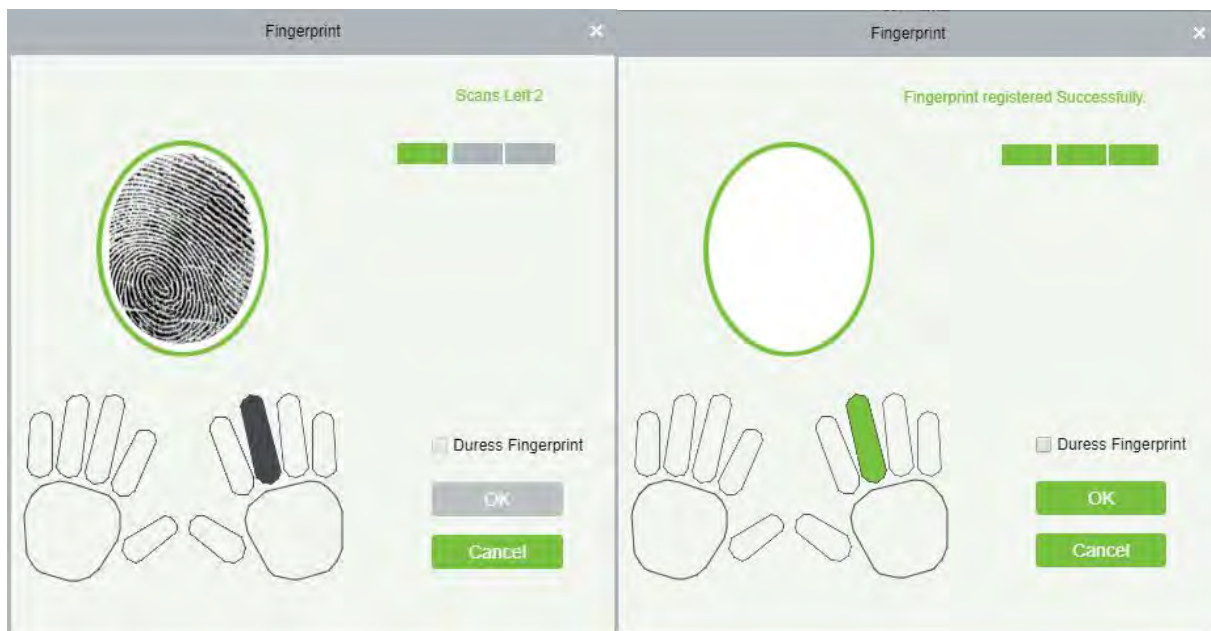 Fingerprint
Scans Left 2
Duress Fingerprint
OK
Cancel
Fingerprint
Fingerprint registered Successfully.
Duress Fingerprint
OK
Cancel